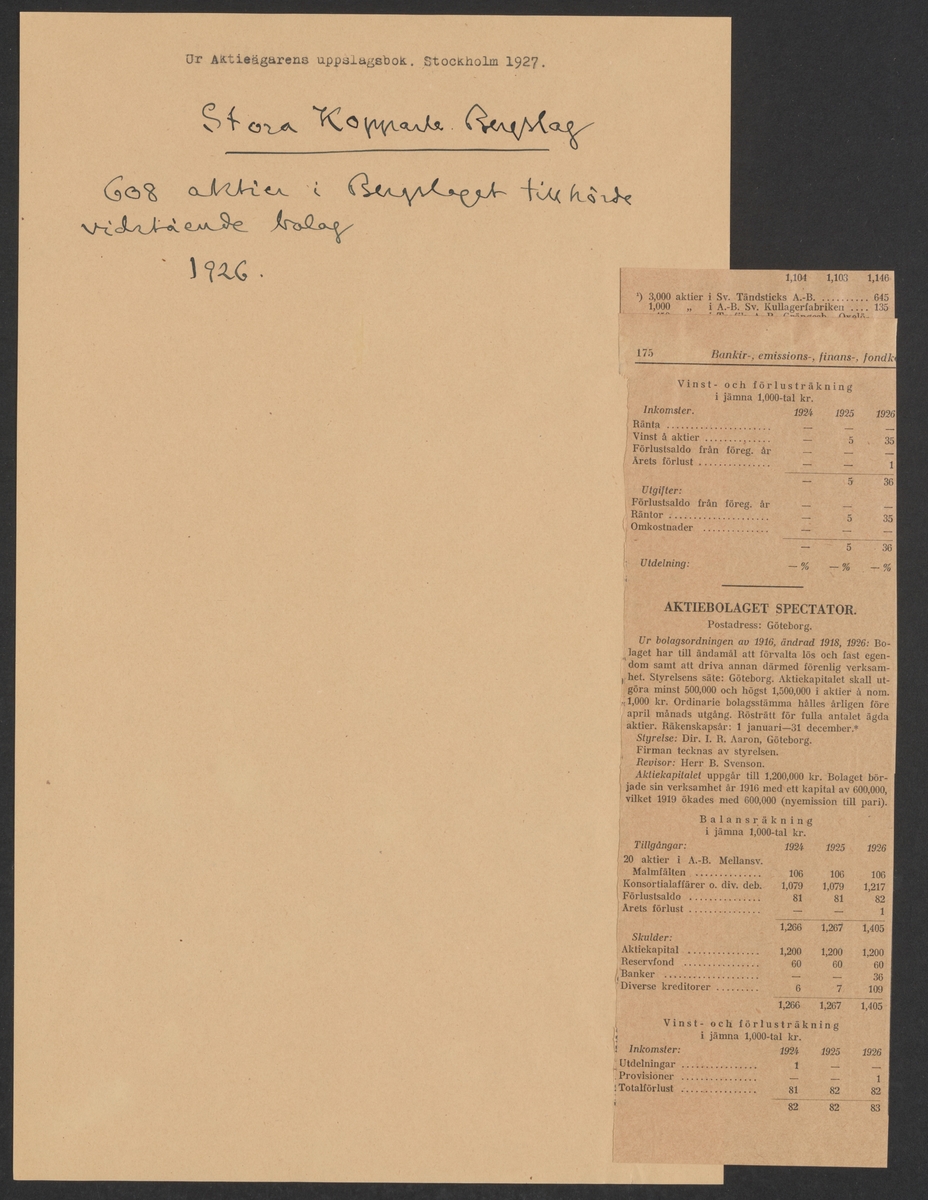 Ur Aktieägarens uppslagsbok. Stockholm 1927.
Stora Kopparb. Bergslag
608 aktier i Bergslaget tillhörde
vidstående bolag
1926.
1,104 1,103 1,146
¹) 3,000 aktier i Sv. Tändsticks A.-B. .......... 645
1,000 „ i A.-B. Sv. Kullagerfabriken .... 135
175 Bankir-, emissions-, finans-, fondk
Vinst- och förlusträkning
i jämna 1,000-tal kr.
Inkomster. 1924 1925 1926
Ränta ..................... — — —
Vinst å aktier ............. — 5 35
Förlustsaldo från föreg. år — — —
Årets förlust ............... — — 1
— 5 36
Utgifter:
Förlustsaldo från föreg. år — — —
Räntor .................... — 5 35
Omkostnader ............. — — —
— 5 36
Utdelning: — % — % — %
AKTIEBOLAGET SPECTATOR.
Postadress: Göteborg.
Ur bolagsordningen av 1916, ändrad 1918, 1926: Bo-
laget har till ändamål att förvalta lös och fast egen-
dom samt att driva annan därmed förenlig verksam-
het. Styrelsens säte: Göteborg. Aktiekapitalet skall ut-
göra minst 500,000 och högst 1,500,000 i aktier å nom.
1,000 kr. Ordinarie bolagsstämma hålles årligen före
april månads utgång. Rösträtt för fulla antalet ägda
aktier. Räkenskapsår: 1 januari—31 december.*
Styrelse: Dir. I. R. Aaron, Göteborg.
Firman tecknas av styrelsen.
Revisor: Herr B. Svenson.
Aktiekapitalet uppgår till 1,200,000 kr. Bolaget bör-
jade sin verksamhet år 1916 med ett kapital av 600,000,
vilket 1919 ökades med 600,000 (nyemission till pari).
Balansräkning
i jämna 1,000-tal kr.
Tillgångar: 1924 1925 1926
20 aktier i A.-B. Mellansv.
Malmfälten .............. 106 106 106
Konsortialaffärer o. div. deb. 1,079 1,079 1,217
Förlustsaldo ............... 81 81 82
Årets förlust ............... — — 1
1,266 1,267 1,405
Skulder:
Aktiekapital ............... 1,200 1,200 1,200
Reservfond ................ 60 60 60
Banker .................... — — 36
Diverse kreditorer ......... 6 7 109
1,266 1,267 1,405
Vinst- och förlusträkning
i jämna 1,000-tal kr.
Inkomster: 1924 1925 1926
Utdelningar ................ 1 — —
Provisioner ................ — — 1
Totalförlust ................ 81 82 82
82 82 83